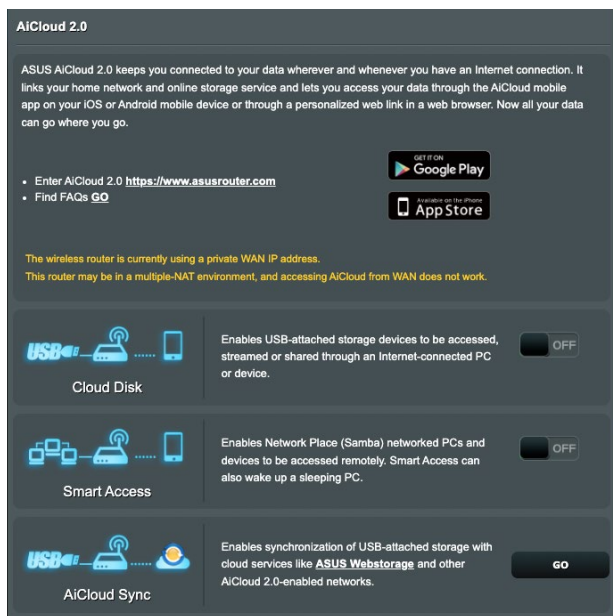 AiCloud 2.0
ASUS AiCloud 2.0 keeps you connected to your data wherever and whenever you have an Internet connection. It
links your home network and online storage service and lets you access your data through the AiCloud mobile
app on your iOS or Android mobile device or through a personalized web link in a web browser. Now all your data
can go where you go.
GET IT ON
Google Play
• Enter AiCloud 2.0 https://www.asusrouter.com
• Find FAQs GO
Available on the iPhone
App Store
The wireless router is currently using a private WAN IP address.
This router may be in a multiple-NAT environment, and accessing AiCloud from WAN does not work.
USB
Cloud Disk
Enables USB-attached storage devices to be accessed,
streamed or shared through an Internet-connected PC
or device.
OFF
Smart Access
Enables Network Place (Samba) networked PCs and
devices to be accessed remotely. Smart Access can
also wake up a sleeping PC.
OFF
USB
AiCloud Sync
Enables synchronization of USB-attached storage with
cloud services like ASUS Webstorage and other
AiCloud 2.0-enabled networks.
GO